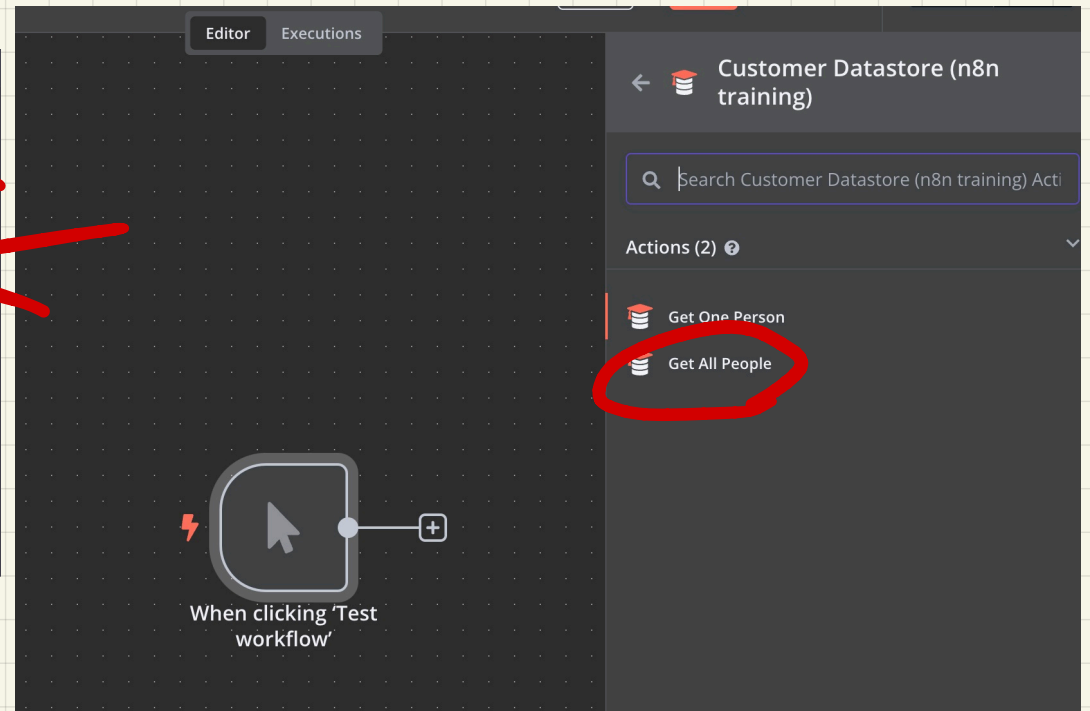 Editor
Executions
Customer Datastore (n8n
training)
Search Customer Datastore (n8n training) Acti
Actions (2)
Get One Person
Get All People
When clicking ‘Test
workflow’